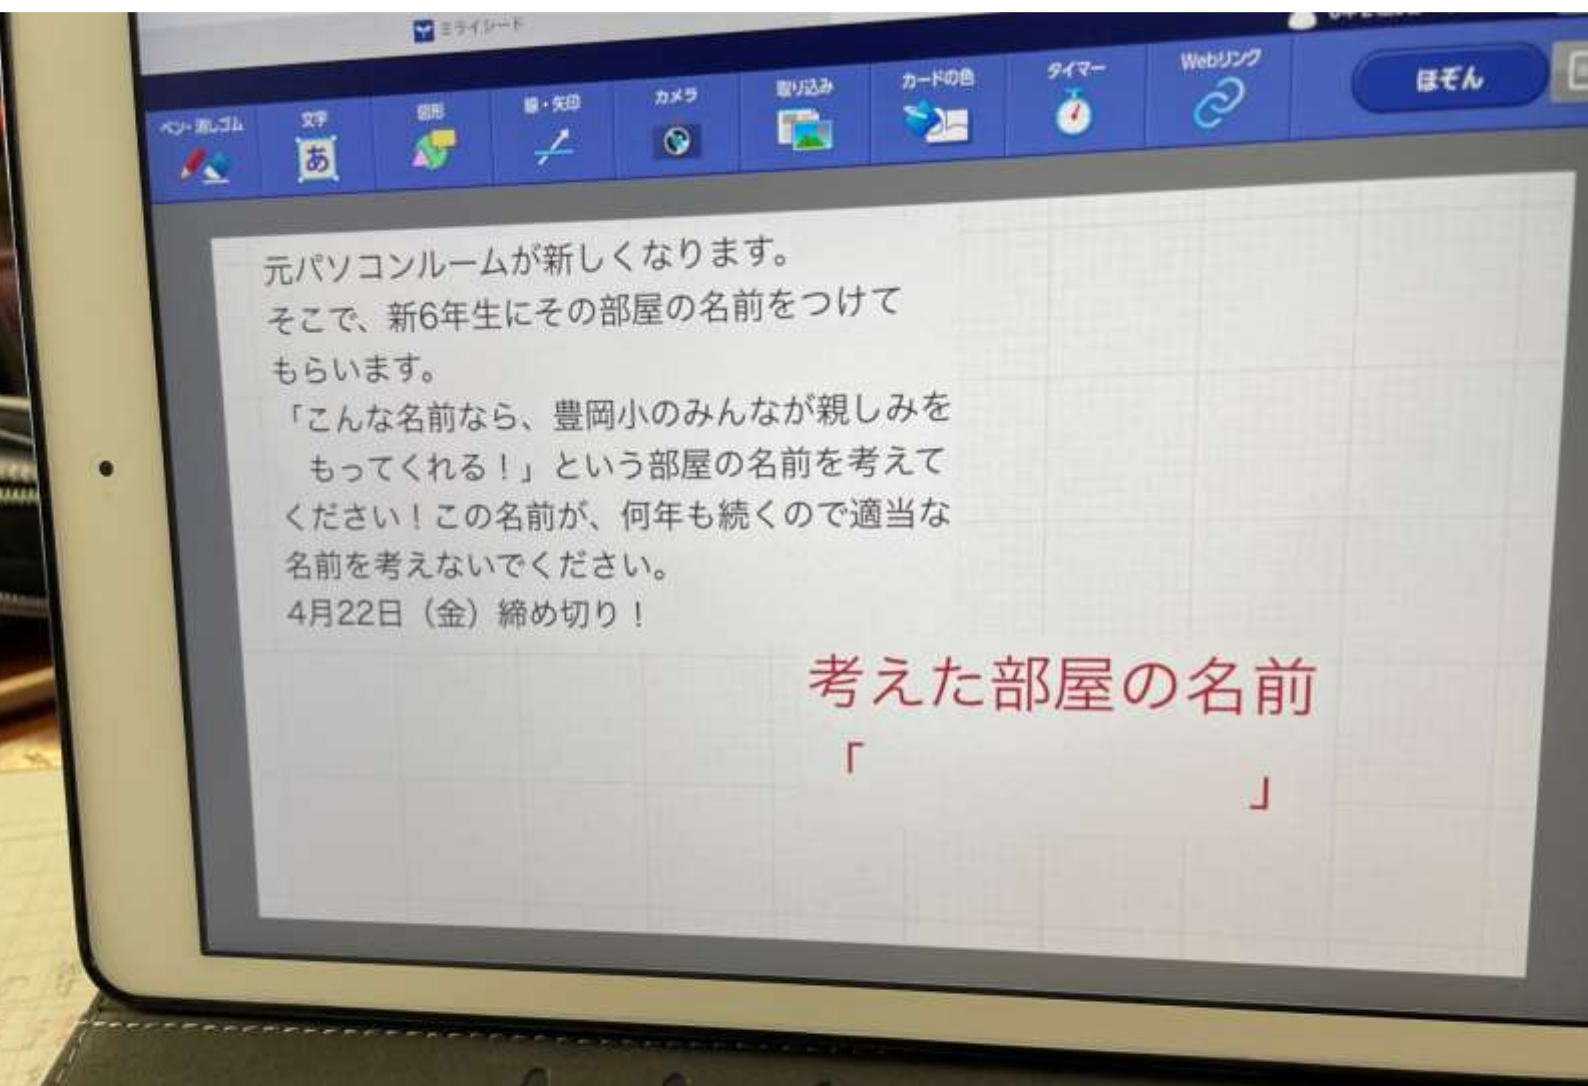 ミライシード
ペン・消しゴム
文字
あ
図形
線・矢印
カメラ
取り込み
カードの色
タイマー
Webリンク
ほぞん
元パソコンルームが新しくなります。
そこで、新6年生にその部屋の名前をつけて
もらいます。
「こんな名前なら、豊岡小のみんなが親しみを
もってくれる!」という部屋の名前を考えて
ください!この名前が、何年も続くので適当な
名前を考えないでください。
4月22日(金)締め切り!
考えた部屋の名前
「 」